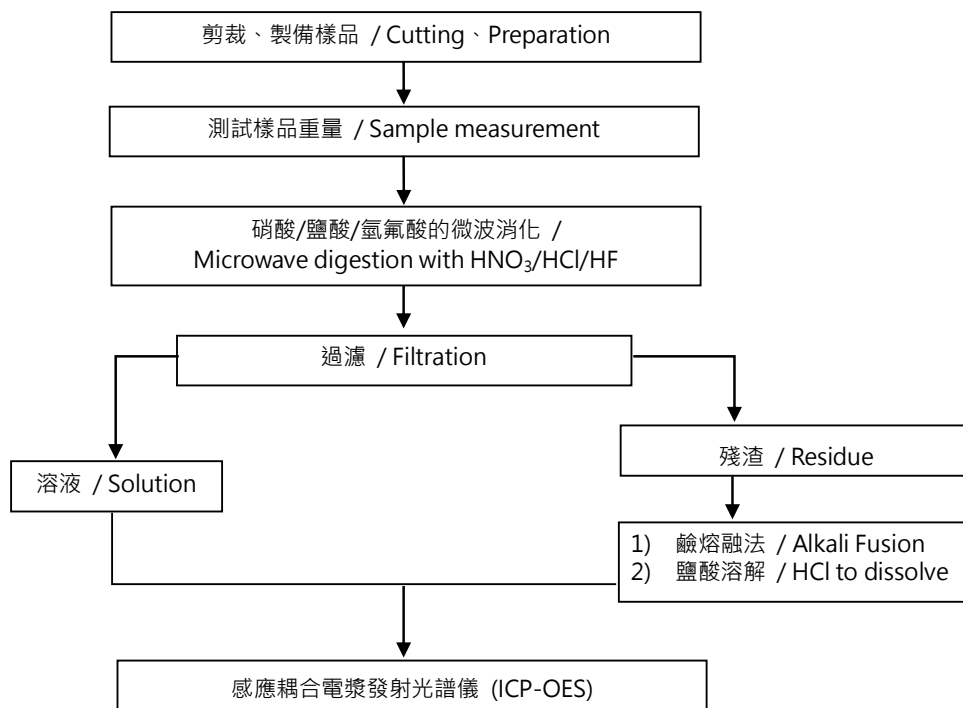 剪裁、製備樣品 / Cutting、Preparation
測試樣品重量 / Sample measurement
硝酸/鹽酸/氫氟酸的微波消化 /
Microwave digestion with HNO₃/HCl/HF
過濾 / Filtration
溶液 / Solution
殘渣 / Residue
1) 鹼熔融法 / Alkali Fusion
2) 鹽酸溶解 / HCl to dissolve
感應耦合電漿發射光譜儀 (ICP-OES)